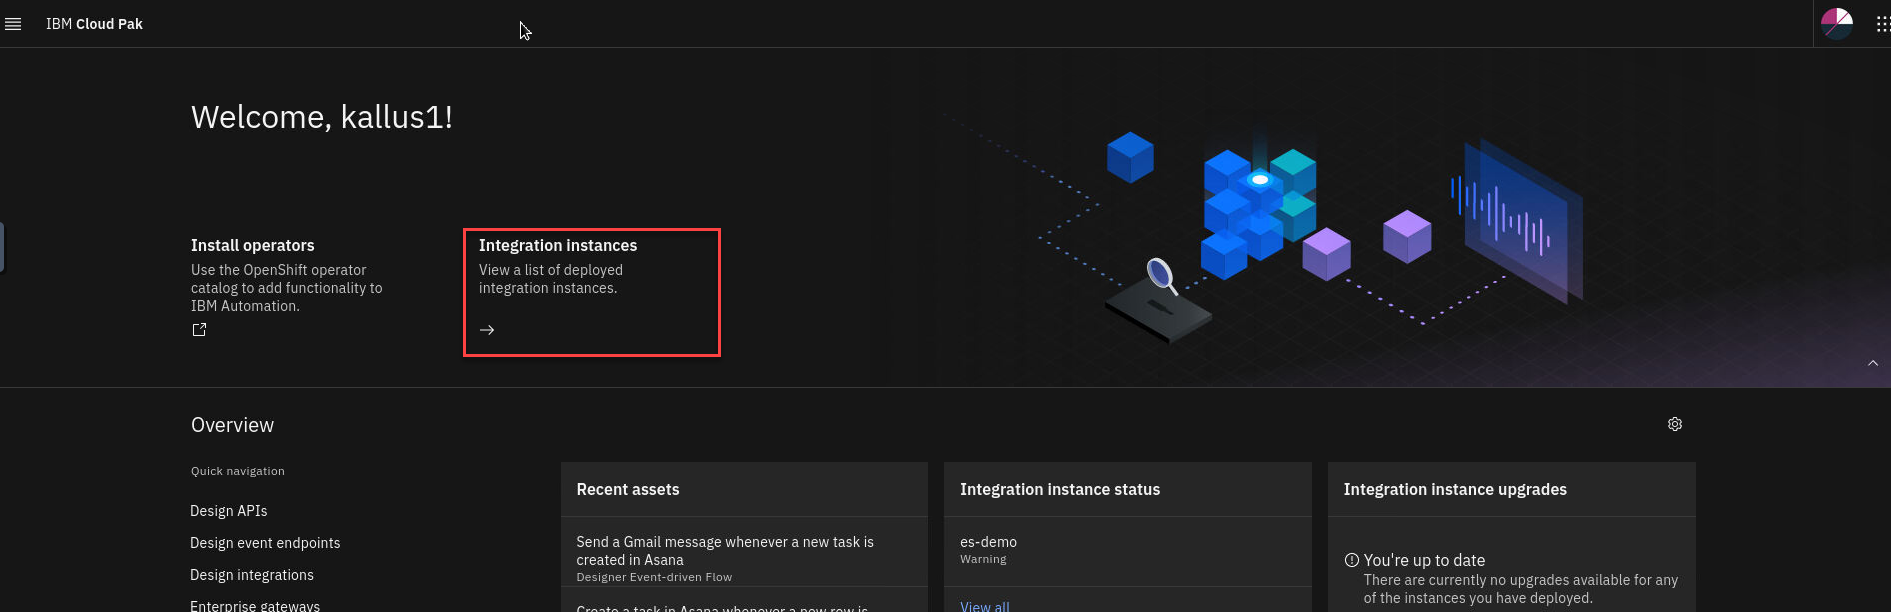 IBM Cloud Pak
Welcome, kallus1!
Install operators
Use the OpenShift operator
catalog to add functionality to
IBM Automation.
Integration instances
View a list of deployed
integration instances.
Overview
Quick navigation
Design APIs
Design event endpoints
Design integrations
Enterprise gateways
Recent assets
Send a Gmail message whenever a new task is
created in Asana
Designer Event-driven Flow
Create a task in Asana whenever a new row is
Integration instance status
es-demo
Warning
View all
Integration instance upgrades
You're up to date
There are currently no upgrades available for any
of the instances you have deployed.